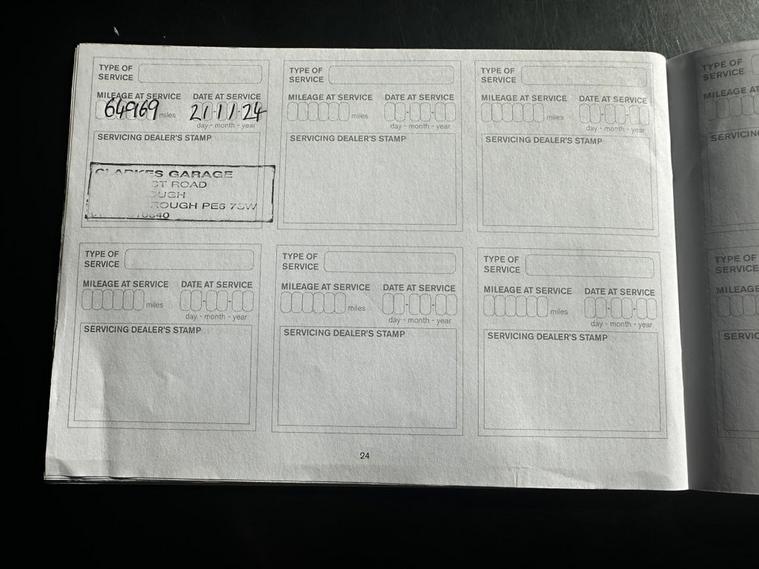 TYPE OF
SERVICE
MILEAGE AT SERVICE DATE AT SERVICE
64969 miles 21-11-24
day - month - year
SERVICING DEALER'S STAMP
CLARKES GARAGE
ROAD
PE6
TYPE OF
SERVICE
MILEAGE AT SERVICE DATE AT SERVICE
miles
day - month - year
SERVICING DEALER'S STAMP
TYPE OF
SERVICE
MILEAGE AT SERVICE DATE AT SERVICE
miles
day - month - year
SERVICING DEALER'S STAMP
TYPE OF
SERVICE
MILEAGE AT SERVICE DATE AT SERVICE
miles
day - month - year
SERVICING DEALER'S STAMP
TYPE OF
SERVICE
MILEAGE AT SERVICE DATE AT SERVICE
miles
day - month - year
SERVICING DEALER'S STAMP
TYPE OF
SERVICE
MILEAGE AT SERVICE DATE AT SERVICE
miles
day - month - year
SERVICING DEALER'S STAMP
24
TYPE OF
SERVICE
TYPE OF
SERVICE